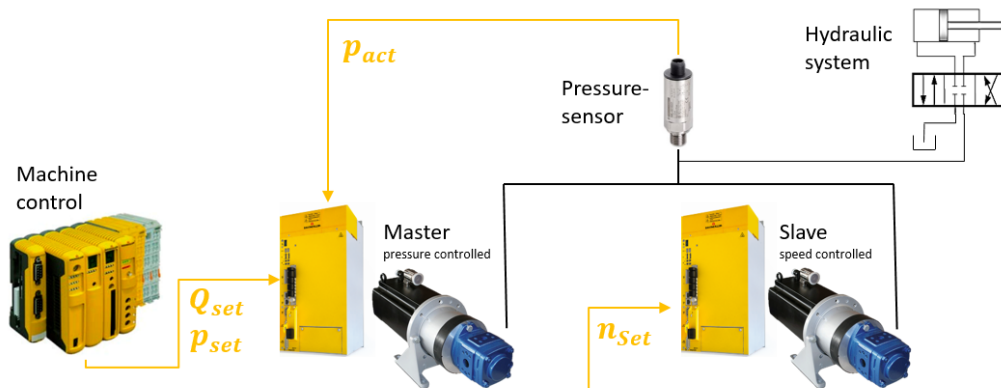 p_act
Hydraulic
system
Pressure-
sensor
Machine
control
Master
pressure controlled
Slave
speed controlled
Q_set
p_set
n_Set